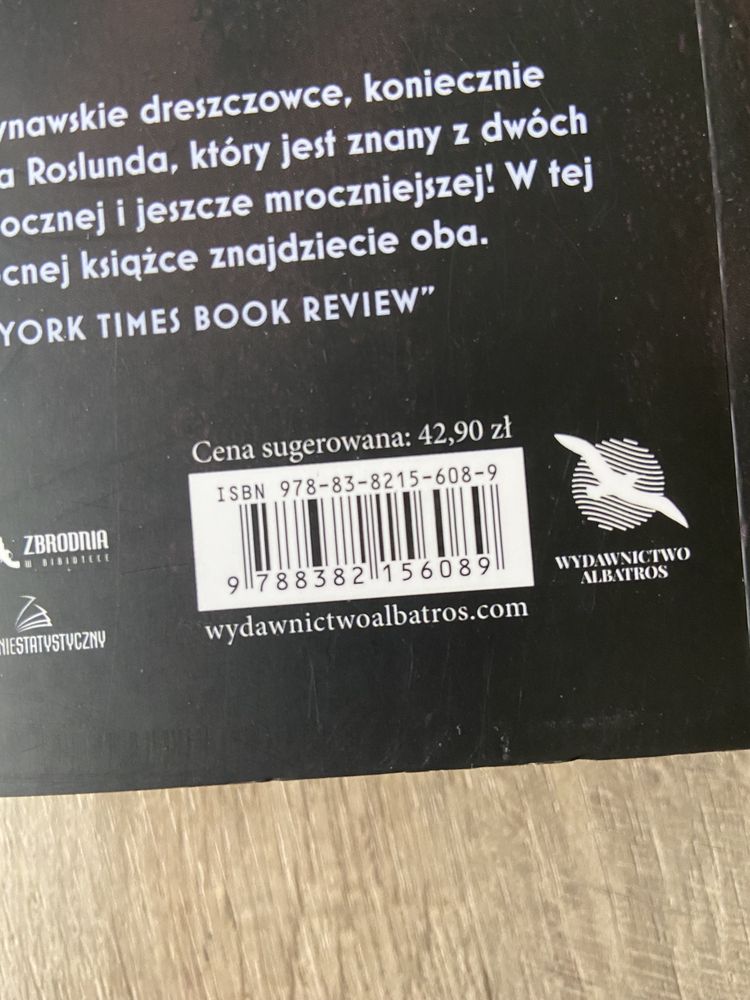 ynawskie dreszczowce, koniecznie
a Roslunda, który jest znany z dwóch
ocznej i jeszcze mroczniejszej! W tej
ocnej książce znajdziecie oba.
YORK TIMES BOOK REVIEW”
Cena sugerowana: 42,90 zł
ISBN 978-83-8215-608-9
9 788382 156089
wydawnictwoalbatros.com
WYDAWNICTWO
ALBATROS
ZBRODNIA
W BIBIOTECE
NIESTATYSTYCZNY